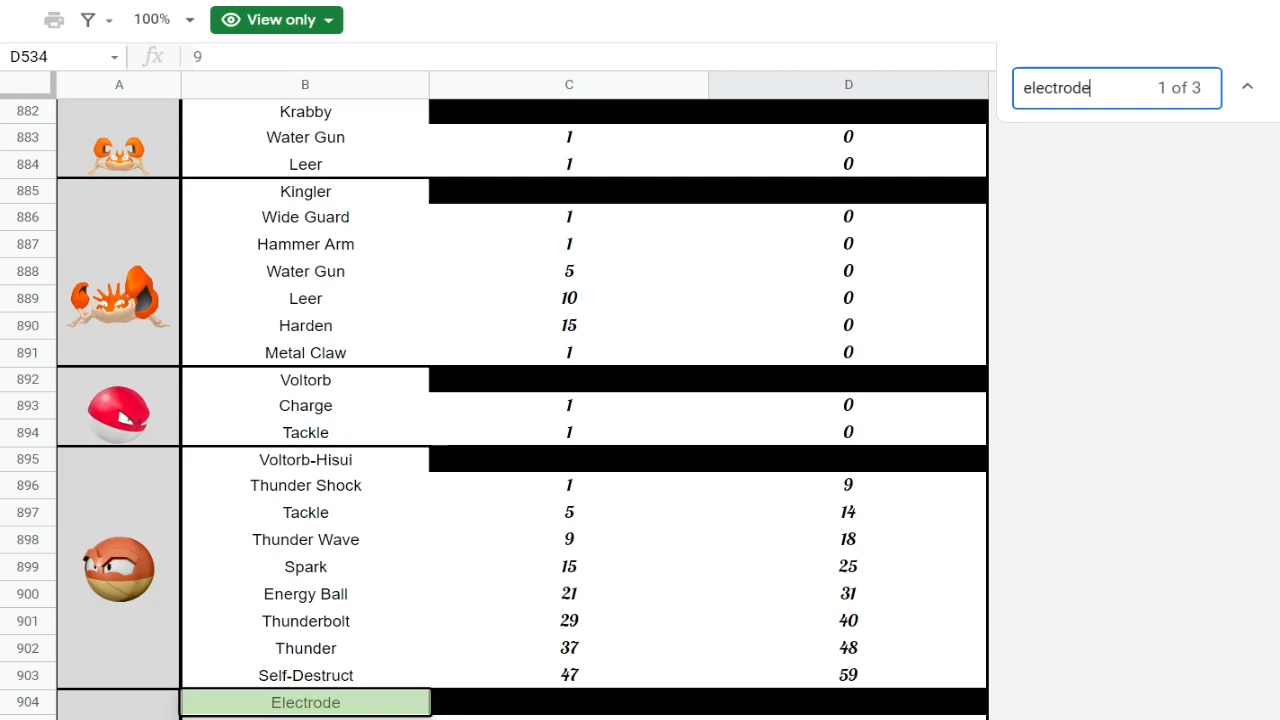 100% View only
D534 fx 9
electrode 1 of 3
A B C D
882 Krabby
883 Water Gun 1 0
884 Leer 1 0
885 Kingler
886 Wide Guard 1 0
887 Hammer Arm 1 0
888 Water Gun 5 0
889 Leer 10 0
890 Harden 15 0
891 Metal Claw 1 0
892 Voltorb
893 Charge 1 0
894 Tackle 1 0
895 Voltorb-Hisui
896 Thunder Shock 1 9
897 Tackle 5 14
898 Thunder Wave 9 18
899 Spark 15 25
900 Energy Ball 21 31
901 Thunderbolt 29 40
902 Thunder 37 48
903 Self-Destruct 47 59
904 Electrode